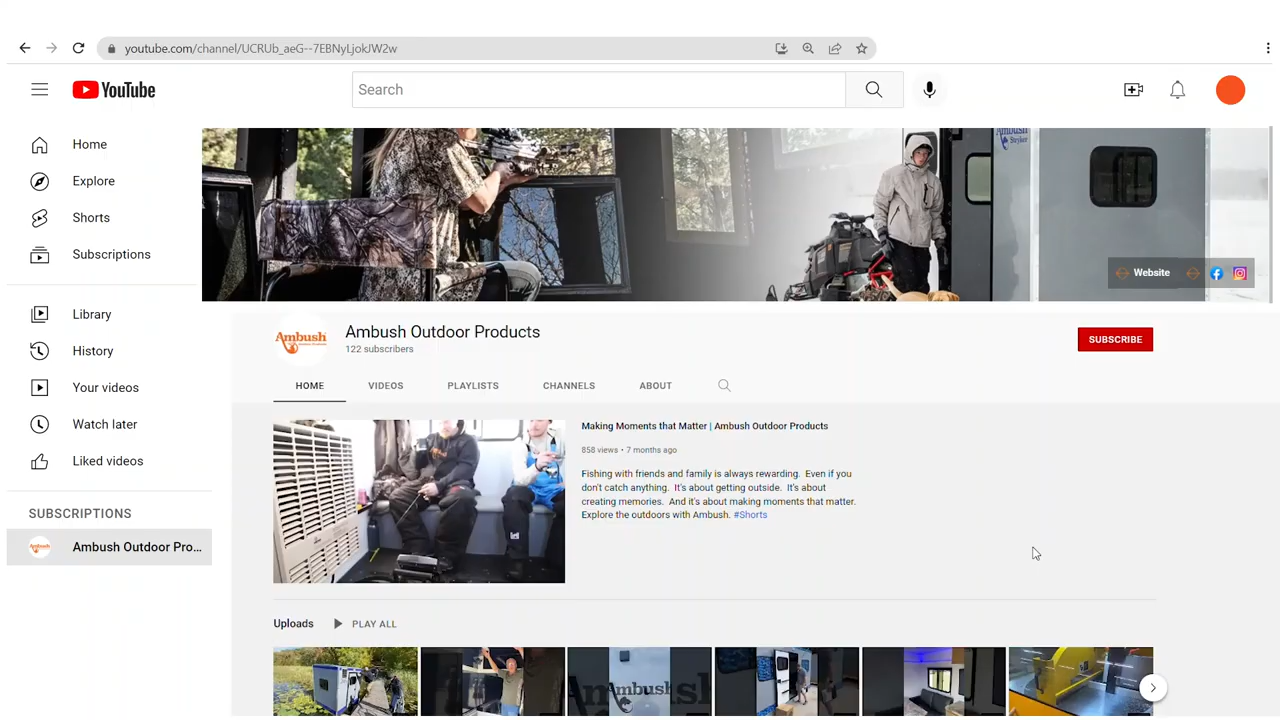 youtube.com/channel/UCRUb_aeG--7EBNyLjokJW2w
YouTube
Search
Home
Explore
Shorts
Subscriptions
Library
History
Your videos
Watch later
Liked videos
SUBSCRIPTIONS
Ambush Outdoor Pro...
Ambush
Stryker
Website
Ambush
Ambush Outdoor Products
122 subscribers
SUBSCRIBE
HOME
VIDEOS
PLAYLISTS
CHANNELS
ABOUT
Making Moments that Matter | Ambush Outdoor Products
858 views • 7 months ago
Fishing with friends and family is always rewarding. Even if you
don't catch anything. It's about getting outside. It's about
creating memories. And it's about making moments that matter.
Explore the outdoors with Ambush. #Shorts
Uploads
PLAY ALL
Ambush